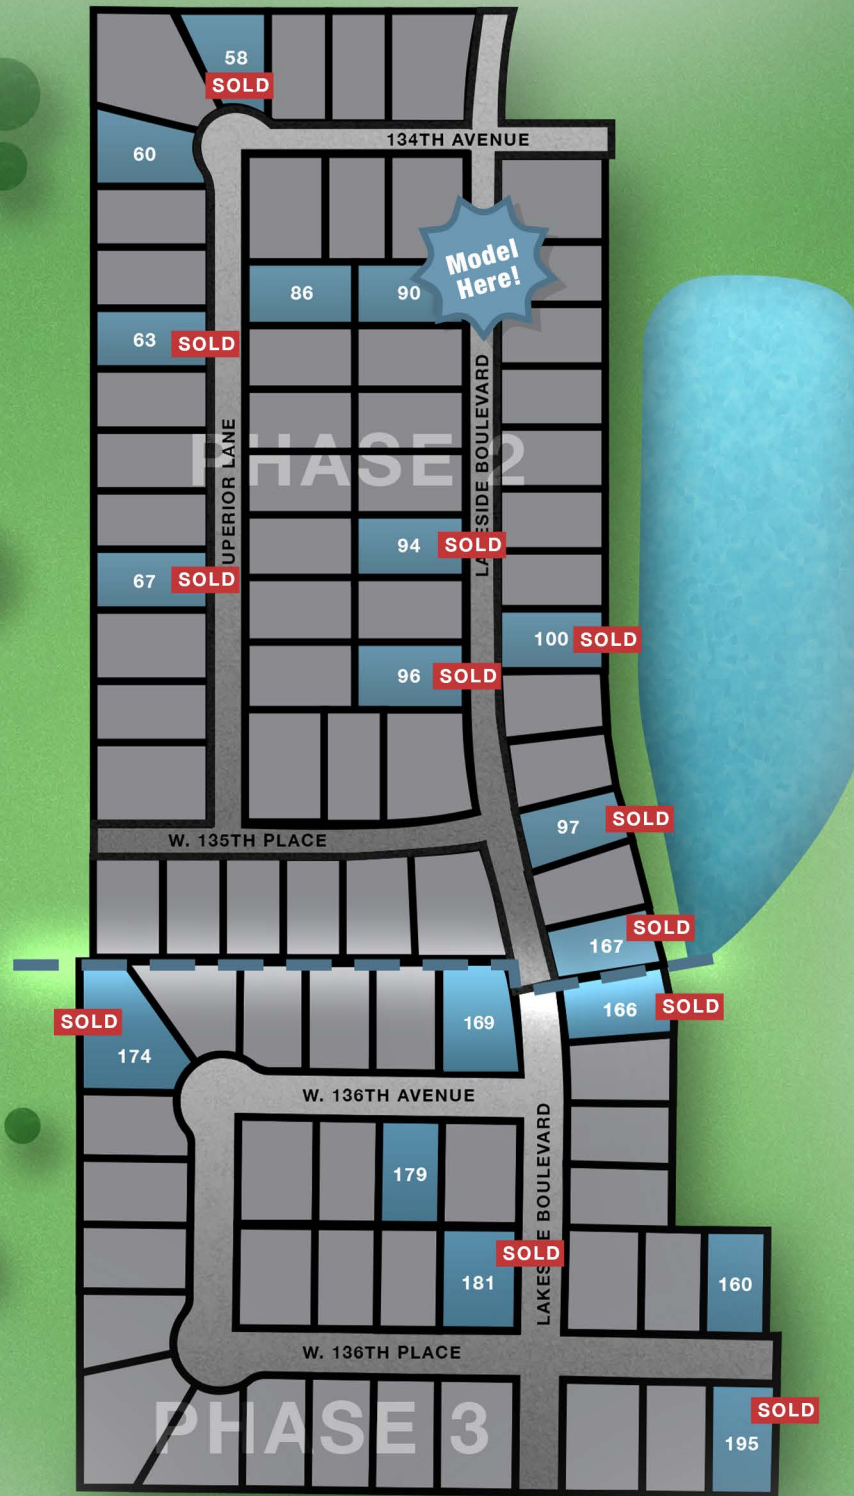 58
SOLD
134TH AVENUE
60
Model
Here!
86
90
63
SOLD
LAKESIDE BOULEVARD
PHASE 2
SUPERIOR LANE
94
SOLD
67
SOLD
100
SOLD
96
SOLD
97
SOLD
W. 135TH PLACE
167
SOLD
166
SOLD
SOLD
174
169
W. 136TH AVENUE
LAKESIDE BOULEVARD
179
SOLD
181
160
W. 136TH PLACE
PHASE 3
SOLD
195